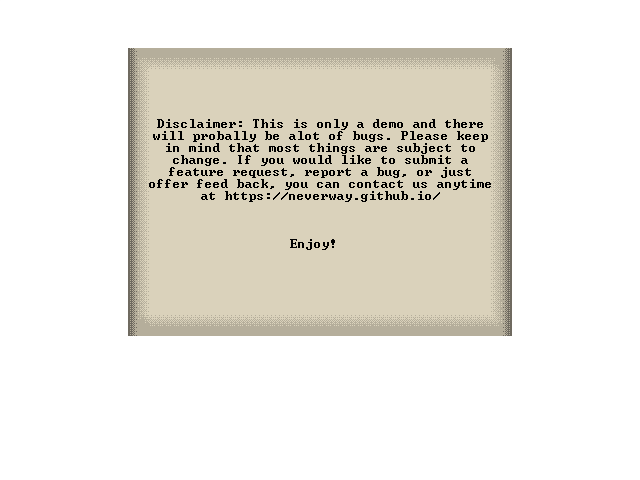 Disclaimer: This is only a demo and there
will probally be alot of bugs. Please keep
in mind that most things are subject to
change. If you would like to submit a
feature request, report a bug, or just
offer feed back, you can contact us anytime
at https://neverway.github.io/
Enjoy!